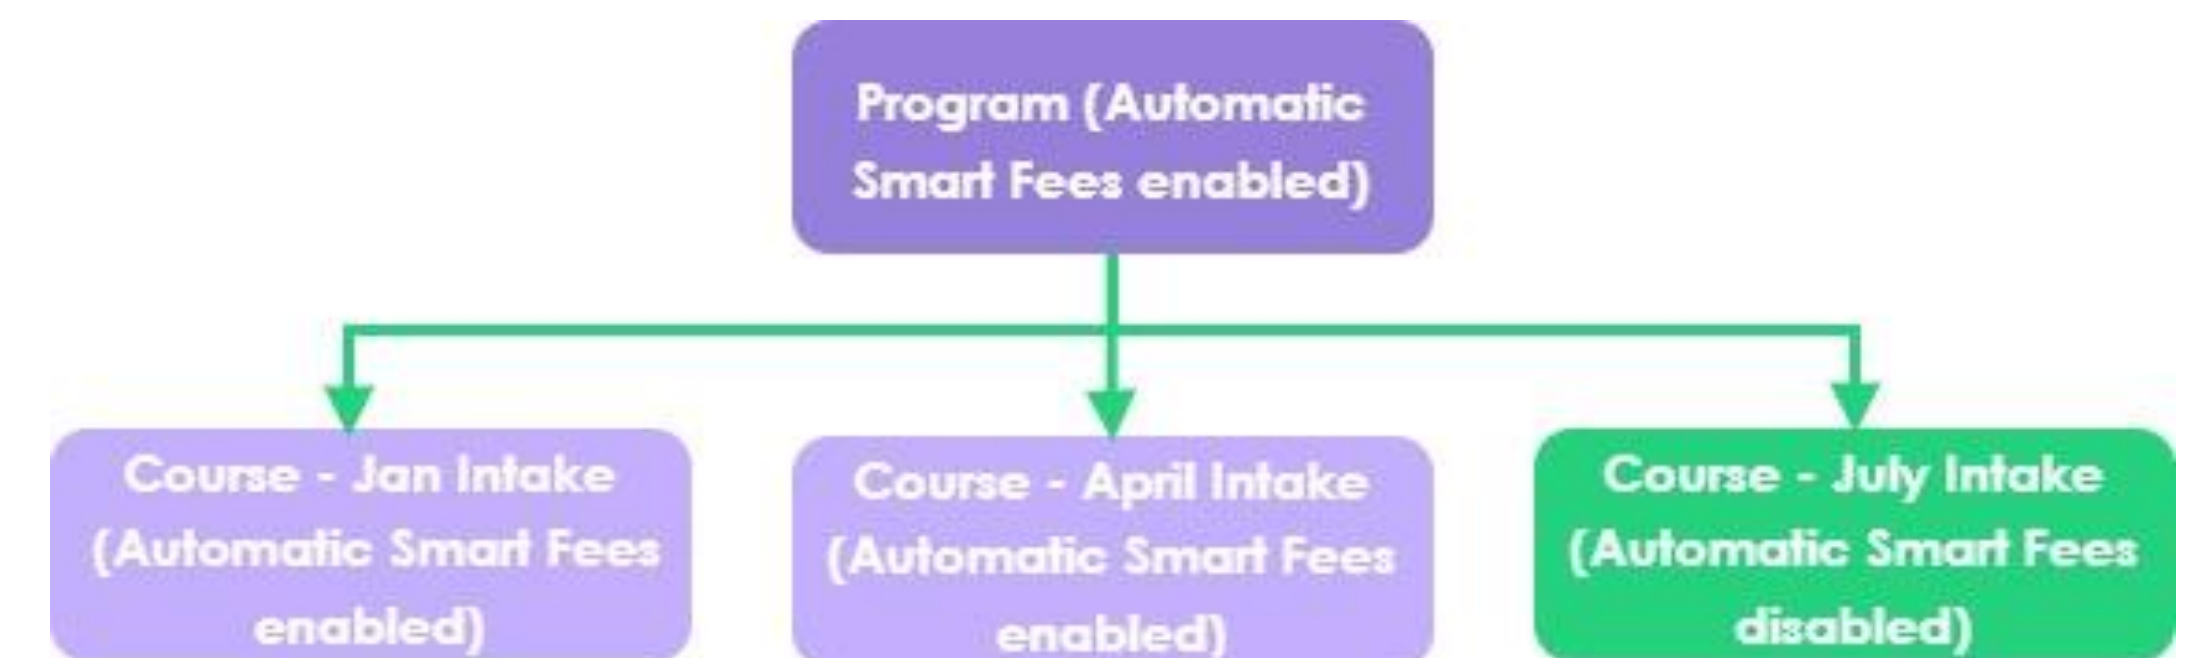 Program (Automatic
Smart Fees enabled)
Course - Jan Intake
(Automatic Smart Fees
enabled)
Course - April Intake
(Automatic Smart Fees
enabled)
Course - July Intake
(Automatic Smart Fees
disabled)